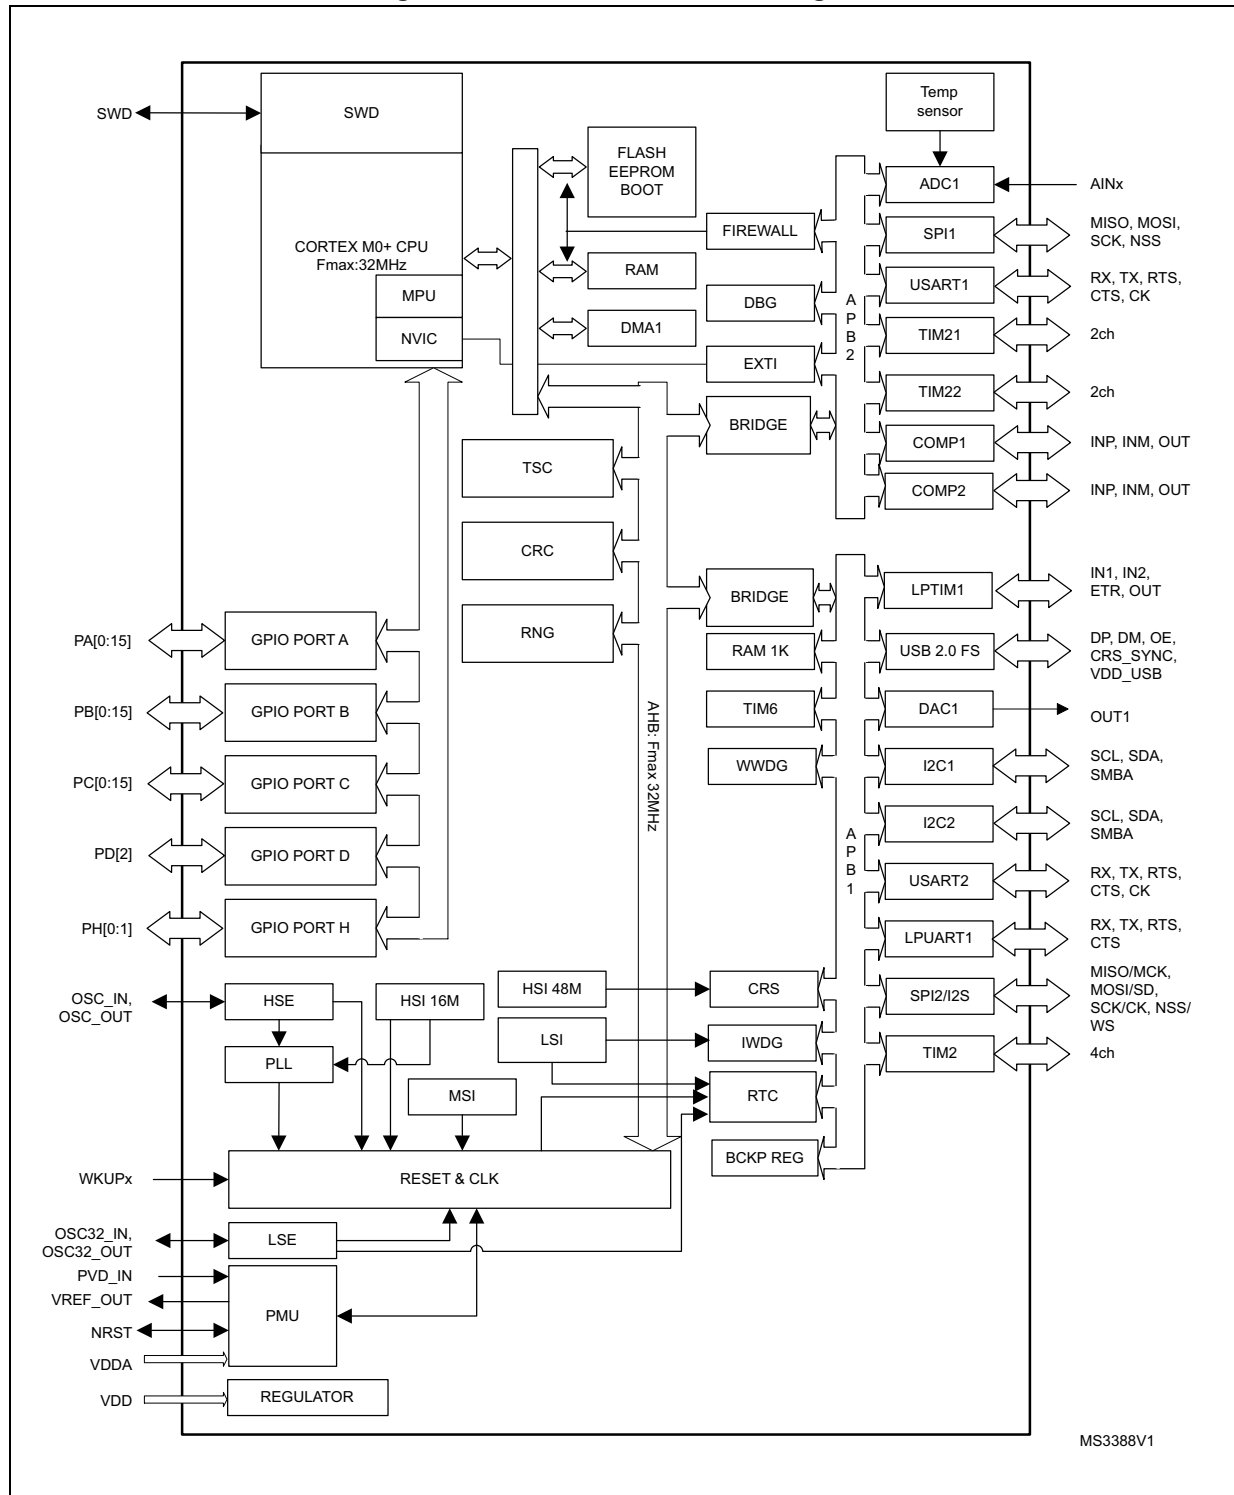 SWD
SWD
Temp
sensor
FLASH
EEPROM
BOOT
ADC1
AINx
CORTEX M0+ CPU
Fmax:32MHz
FIREWALL
SPI1
MISO, MOSI,
SCK, NSS
RAM
MPU
DBG
A
P
B
2
USART1
RX, TX, RTS,
CTS, CK
NVIC
DMA1
TIM21
2ch
EXTI
TIM22
2ch
BRIDGE
COMP1
INP, INM, OUT
TSC
COMP2
INP, INM, OUT
CRC
BRIDGE
LPTIM1
IN1, IN2,
ETR, OUT
PA[0:15]
GPIO PORT A
RNG
RAM 1K
USB 2.0 FS
DP, DM, OE,
CRS_SYNC,
VDD_USB
PB[0:15]
GPIO PORT B
AHB: Fmax 32MHz
TIM6
DAC1
OUT1
PC[0:15]
GPIO PORT C
WWDG
I2C1
SCL, SDA,
SMBA
PD[2]
GPIO PORT D
A
P
B
1
I2C2
SCL, SDA,
SMBA
USART2
RX, TX, RTS,
CTS, CK
PH[0:1]
GPIO PORT H
LPUART1
RX, TX, RTS,
CTS
OSC_IN,
OSC_OUT
HSE
HSI 16M
HSI 48M
CRS
SPI2/I2S
MISO/MCK,
MOSI/SD,
SCK/CK, NSS/
WS
PLL
LSI
IWDG
TIM2
4ch
MSI
RTC
BCKP REG
WKUPx
RESET & CLK
OSC32_IN,
OSC32_OUT
LSE
PVD_IN
VREF_OUT
NRST
VDDA
PMU
VDD
REGULATOR
MS3388V1